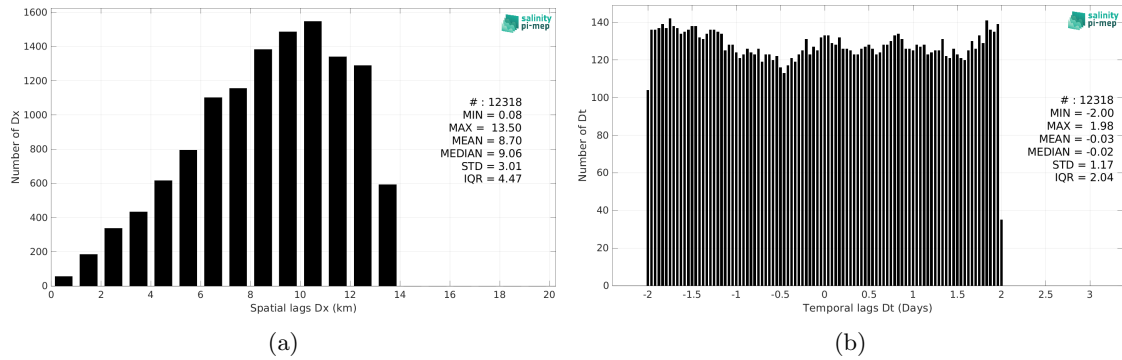 salinity
pi-mep
1600
1400
1200
1000
800
600
400
200
0
Number of Dx
# : 12318
MIN = 0.08
MAX = 13.50
MEAN = 8.70
MEDIAN = 9.06
STD = 3.01
IQR = 4.47
0 2 4 6 8 10 12 14 16 18 20
Spatial lags Dx (km)
(a)
salinity
pi-mep
140
120
100
80
60
40
20
0
Number of Dt
# : 12318
MIN = -2.00
MAX = 1.98
MEAN = -0.03
MEDIAN = -0.02
STD = 1.17
IQR = 2.04
-2 -1.5 -1 -0.5 0 0.5 1 1.5 2 2.5 3
Temporal lags Dt (Days)
(b)